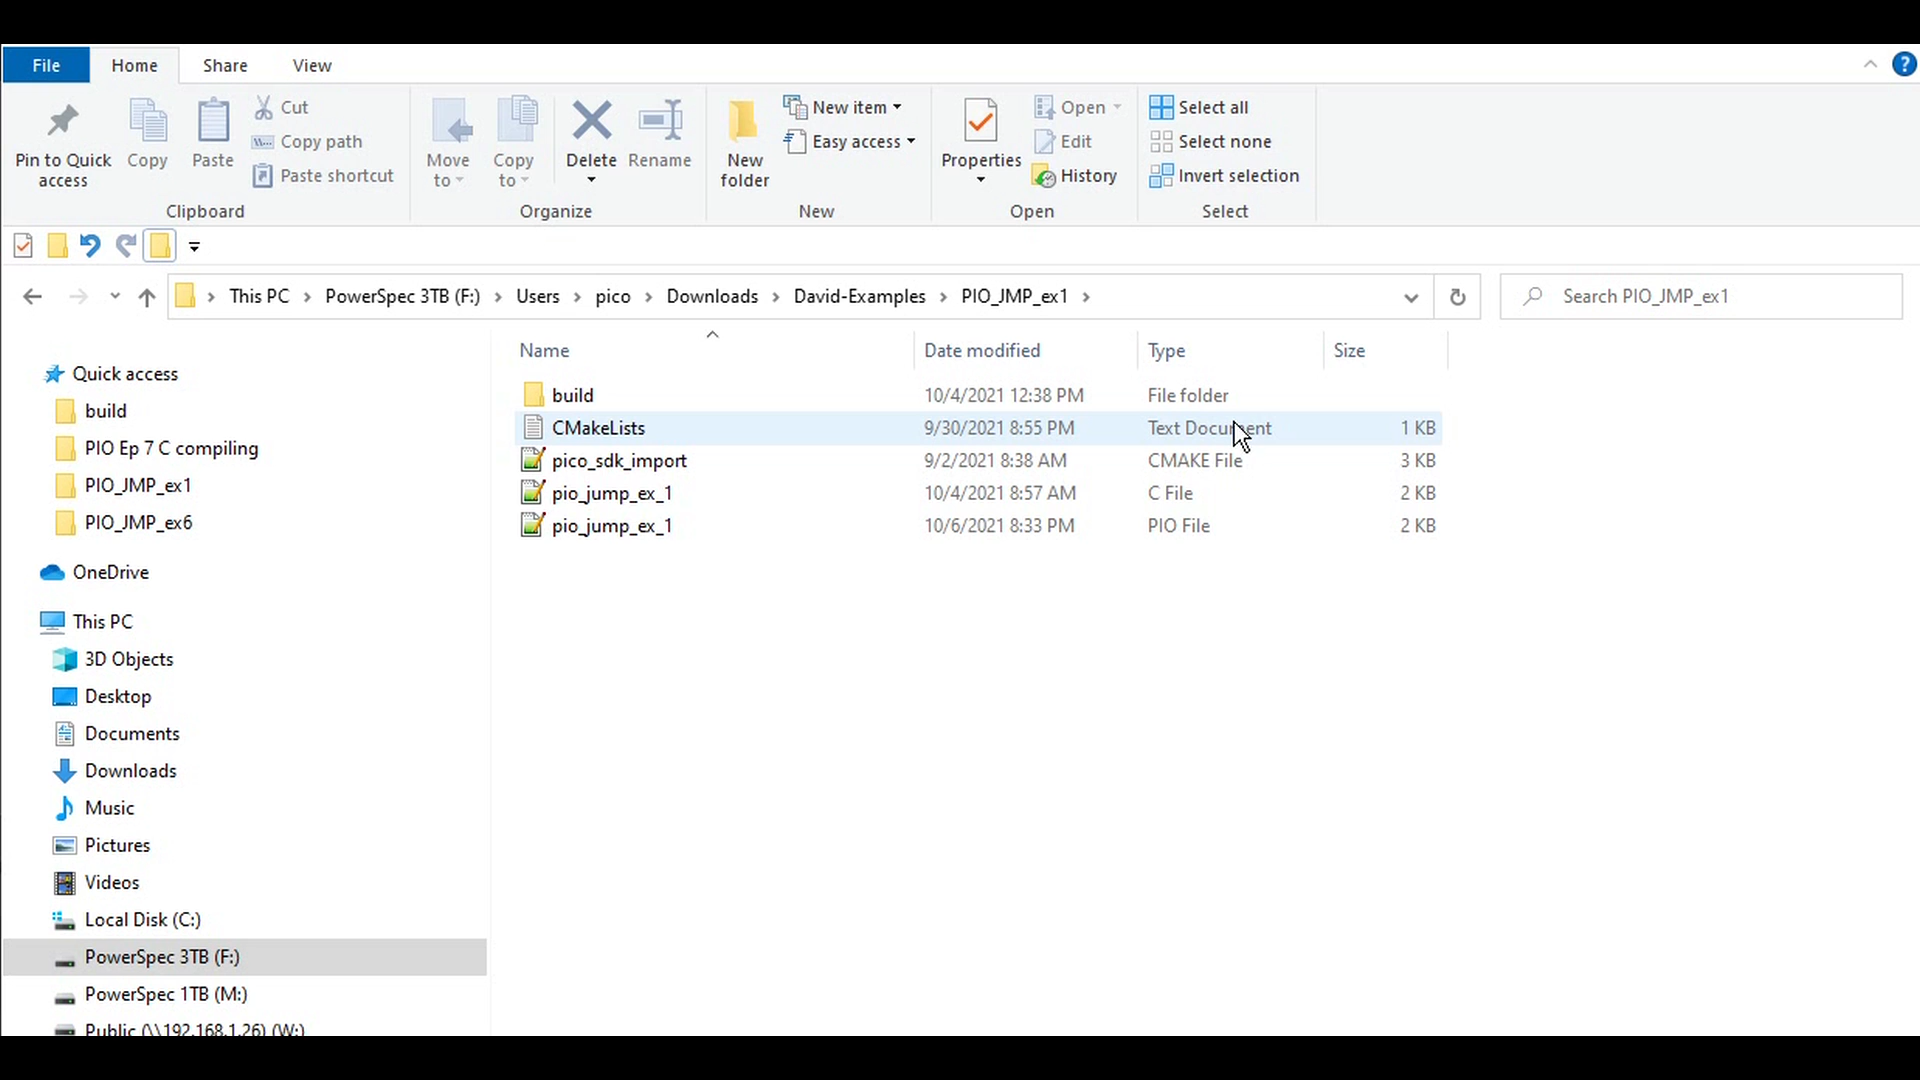 File Home Share View
Pin to Quick access
Copy
Paste
Cut
Copy path
Paste shortcut
Clipboard
Move to
Copy to
Delete
Rename
Organize
New folder
New item
Easy access
New
Properties
Open
Edit
History
Open
Select all
Select none
Invert selection
Select
This PC > PowerSpec 3TB (F:) > Users > pico > Downloads > David-Examples > PIO_JMP_ex1 >
Search PIO_JMP_ex1
Quick access
build
PIO Ep 7 C compiling
PIO_JMP_ex1
PIO_JMP_ex6
OneDrive
This PC
3D Objects
Desktop
Documents
Downloads
Music
Pictures
Videos
Local Disk (C:)
PowerSpec 3TB (F:)
PowerSpec 1TB (M:)
Public (\\192.168.1.26) (W:)
Name Date modified Type Size
build 10/4/2021 12:38 PM File folder
CMakeLists 9/30/2021 8:55 PM Text Document 1 KB
pico_sdk_import 9/2/2021 8:38 AM CMAKE File 3 KB
pio_jump_ex_1 10/4/2021 8:57 AM C File 2 KB
pio_jump_ex_1 10/6/2021 8:33 PM PIO File 2 KB